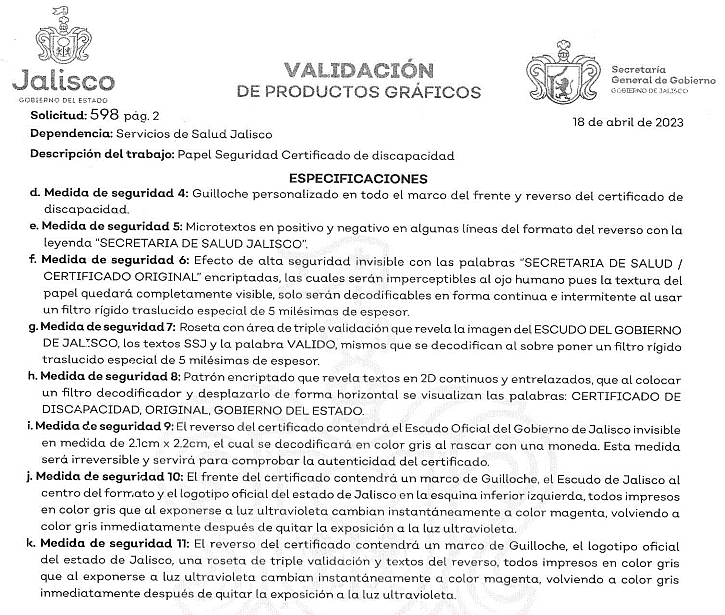 Jalisco
GOBIERNO DEL ESTADO
VALIDACIÓN
DE PRODUCTOS GRÁFICOS
Secretaría
General de Gobierno
GOBIERNO DE JALISCO
Solicitud: 598 pág. 2
18 de abril de 2023
Dependencia: Servicios de Salud Jalisco
Descripción del trabajo: Papel Seguridad Certificado de discapacidad
ESPECIFICACIONES
d. Medida de seguridad 4: Guilloche personalizado en todo el marco del frente y reverso del certificado de
discapacidad.
e. Medida de seguridad 5: Microtextos en positivo y negativo en algunas líneas del formato del reverso con la
leyenda "SECRETARIA DE SALUD JALISCO".
f. Medida de seguridad 6: Efecto de alta seguridad invisible con las palabras "SECRETARIA DE SALUD /
CERTIFICADO ORIGINAL" encriptadas, las cuales serán imperceptibles al ojo humano pues la textura del
papel quedará completamente visible, solo serán decodificables en forma continua e intermitente al usar
un filtro rígido traslucido especial de 5 milésimas de espesor.
g. Medida de seguridad 7: Roseta con área de triple validación que revela la imagen del ESCUDO DEL GOBIERNO
DE JALISCO, los textos SSJ y la palabra VALIDO, mismos que se decodifican al sobre poner un filtro rígido
traslucido especial de 5 milésimas de espesor.
h. Medida de seguridad 8: Patrón encriptado que revela textos en 2D continuos y entrelazados, que al colocar
un filtro decodificador y desplazarlo de forma horizontal se visualizan las palabras: CERTIFICADO DE
DISCAPACIDAD, ORIGINAL, GOBIERNO DEL ESTADO.
i. Medida de seguridad 9: El reverso del certificado contendrá el Escudo Oficial del Gobierno de Jalisco invisible
en medida de 2.1cm x 2.2cm, el cual se decodificará en color gris al rascar con una moneda. Esta medida
será irreversible y servirá para comprobar la autenticidad del certificado.
j. Medida de seguridad 10: El frente del certificado contendrá un marco de Guilloche, el Escudo de Jalisco al
centro del formato y el logotipo oficial del estado de Jalisco en la esquina inferior izquierda, todos impresos
en color gris que al exponerse a luz ultravioleta cambian instantáneamente a color magenta, volviendo a
color gris inmediatamente después de quitar la exposición a la luz ultravioleta.
k. Medida de seguridad 11: El reverso del certificado contendrá un marco de Guilloche, el logotipo oficial
del estado de Jalisco, una roseta de triple validación y textos del reverso, todos impresos en color gris
que al exponerse a luz ultravioleta cambian instantáneamente a color magenta, volviendo a color gris
inmediatamente después de quitar la exposición a la luz ultravioleta.